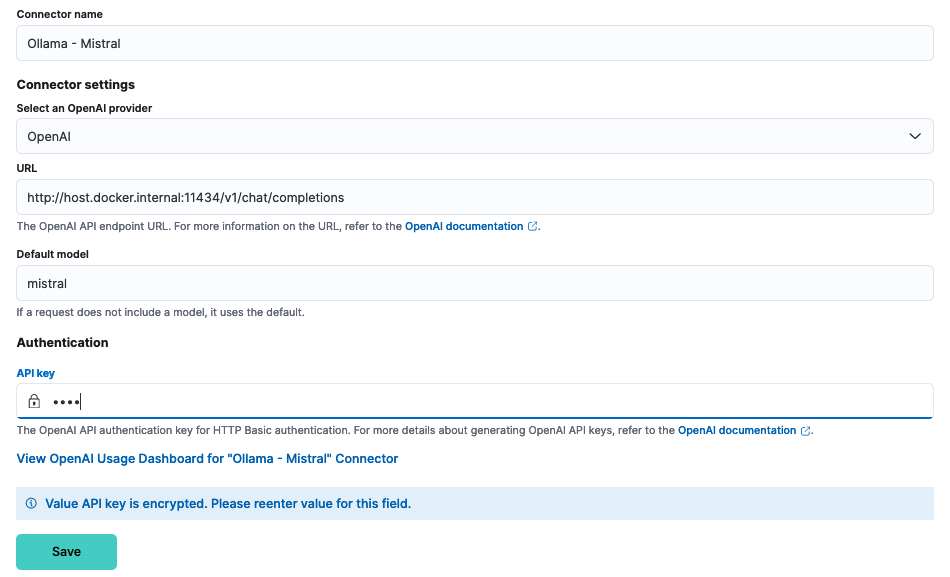 Connector name
Ollama - Mistral
Connector settings
Select an OpenAI provider
OpenAI
URL
http://host.docker.internal:11434/v1/chat/completions
The OpenAI API endpoint URL. For more information on the URL, refer to the OpenAI documentation.
Default model
mistral
If a request does not include a model, it uses the default.
Authentication
API key
••••
The OpenAI API authentication key for HTTP Basic authentication. For more details about generating OpenAI API keys, refer to the OpenAI documentation.
View OpenAI Usage Dashboard for "Ollama - Mistral" Connector
Value API key is encrypted. Please reenter value for this field.
Save